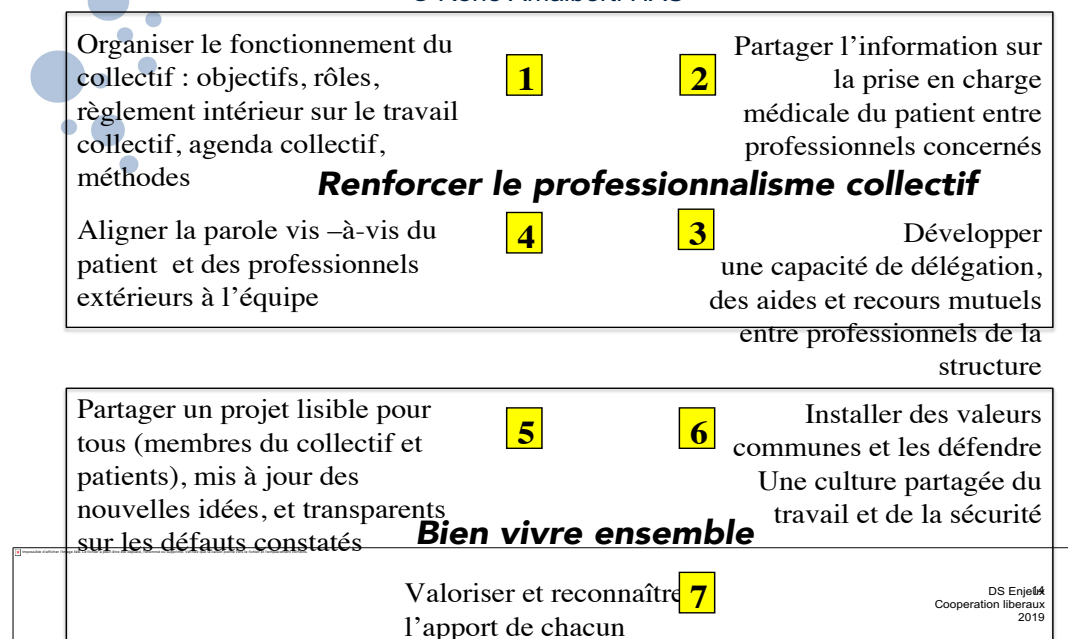 Organiser le fonctionnement du
collectif : objectifs, rôles,
règlement intérieur sur le travail
collectif, agenda collectif,
méthodes
1
2
Partager l’information sur
la prise en charge
médicale du patient entre
professionnels concernés
Renforcer le professionnalisme collectif
Aligner la parole vis –à-vis du
patient et des professionnels
extérieurs à l’équipe
4
3
Développer
une capacité de délégation,
des aides et recours mutuels
entre professionnels de la
structure
Partager un projet lisible pour
tous (membres du collectif et
patients), mis à jour des
nouvelles idées, et transparents
sur les défauts constatés
5
6
Installer des valeurs
communes et les défendre
Une culture partagée du
travail et de la sécurité
Bien vivre ensemble
Valoriser et reconnaître
l’apport de chacun
7
DS Enjeux
14
Cooperation liberaux
2019